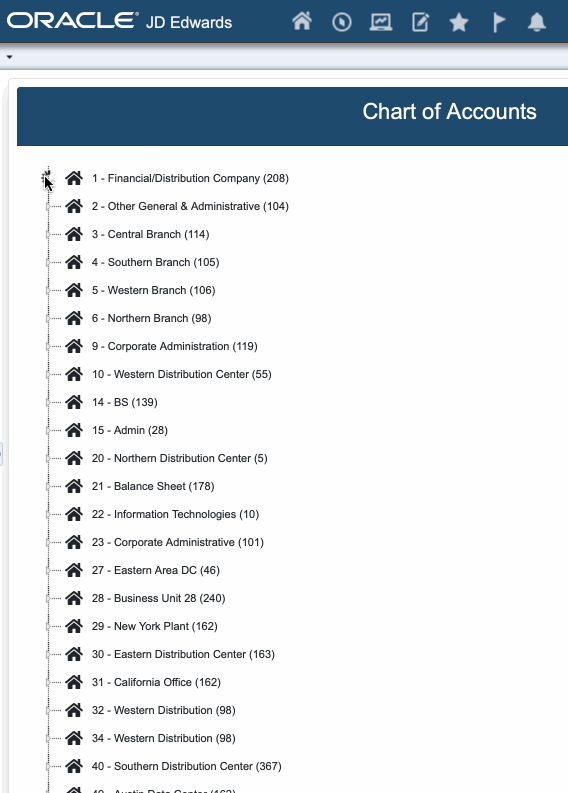 ORACLE JD Edwards
Chart of Accounts
1 - Financial/Distribution Company (208)
2 - Other General & Administrative (104)
3 - Central Branch (114)
4 - Southern Branch (105)
5 - Western Branch (106)
6 - Northern Branch (98)
9 - Corporate Administration (119)
10 - Western Distribution Center (55)
14 - BS (139)
15 - Admin (28)
20 - Northern Distribution Center (5)
21 - Balance Sheet (178)
22 - Information Technologies (10)
23 - Corporate Administrative (101)
27 - Eastern Area DC (46)
28 - Business Unit 28 (240)
29 - New York Plant (162)
30 - Eastern Distribution Center (163)
31 - California Office (162)
32 - Western Distribution (98)
34 - Western Distribution (98)
40 - Southern Distribution Center (367)
Austin Data Center